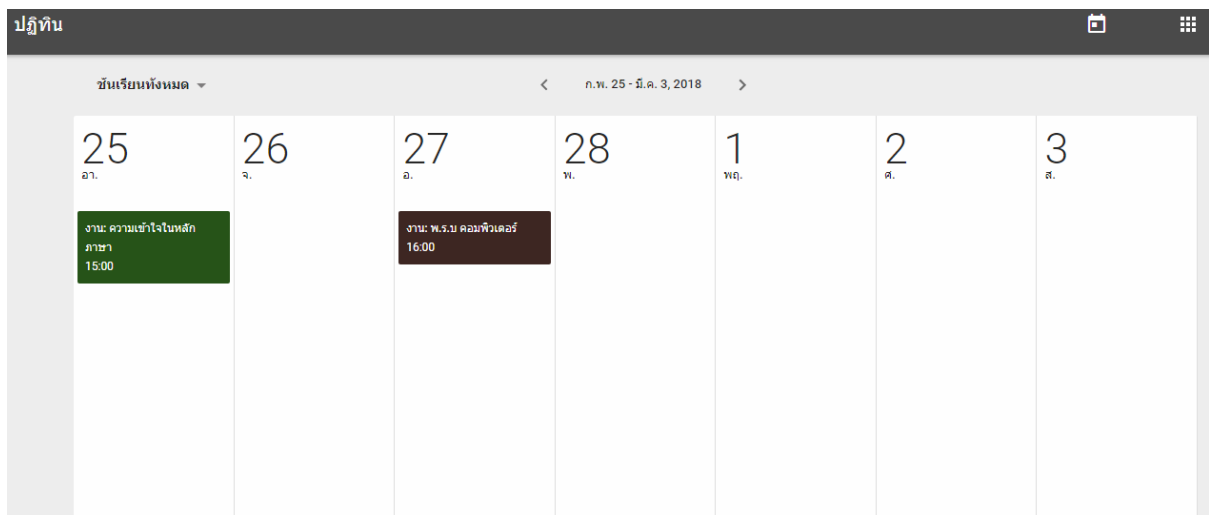 ปฏิทิน
ชั้นเรียนทั้งหมด
ก.พ. 25 - มี.ค. 3, 2018
25
อา.
26
จ.
27
อ.
28
พ.
1
พฤ.
2
ศ.
3
ส.
งาน: ความเข้าใจในหลัก
ภาษา
15:00
งาน: พ.ร.บ คอมพิวเตอร์
16:00